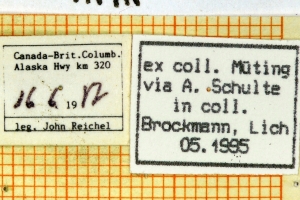 Canada-Brit.Columb.
Alaska Hwy km 320
16 6 19
leg. John Reichel
ex coll. Müting
via A. Schulte
in coll.
Brockmann, Lich
05.1995